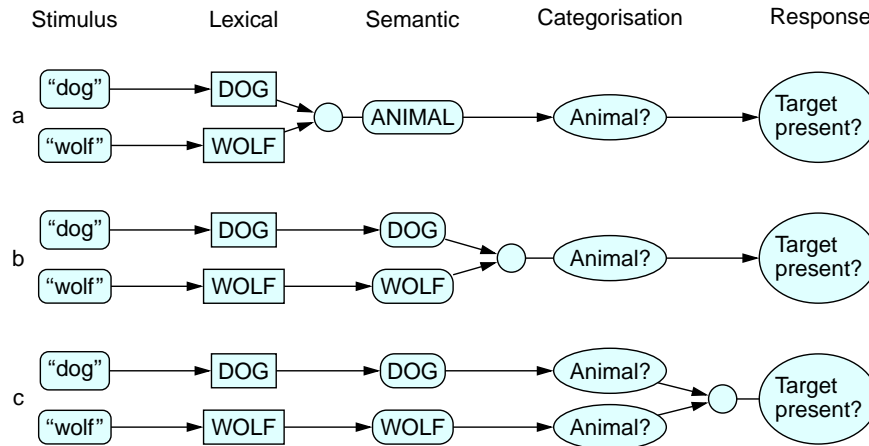 Stimulus Lexical Semantic Categorisation Response
a
“dog” DOG
“wolf” WOLF
ANIMAL Animal? Target
present?
b
“dog” DOG DOG
“wolf” WOLF WOLF
Animal? Target
present?
c
“dog” DOG DOG Animal?
“wolf” WOLF WOLF Animal?
Target
present?